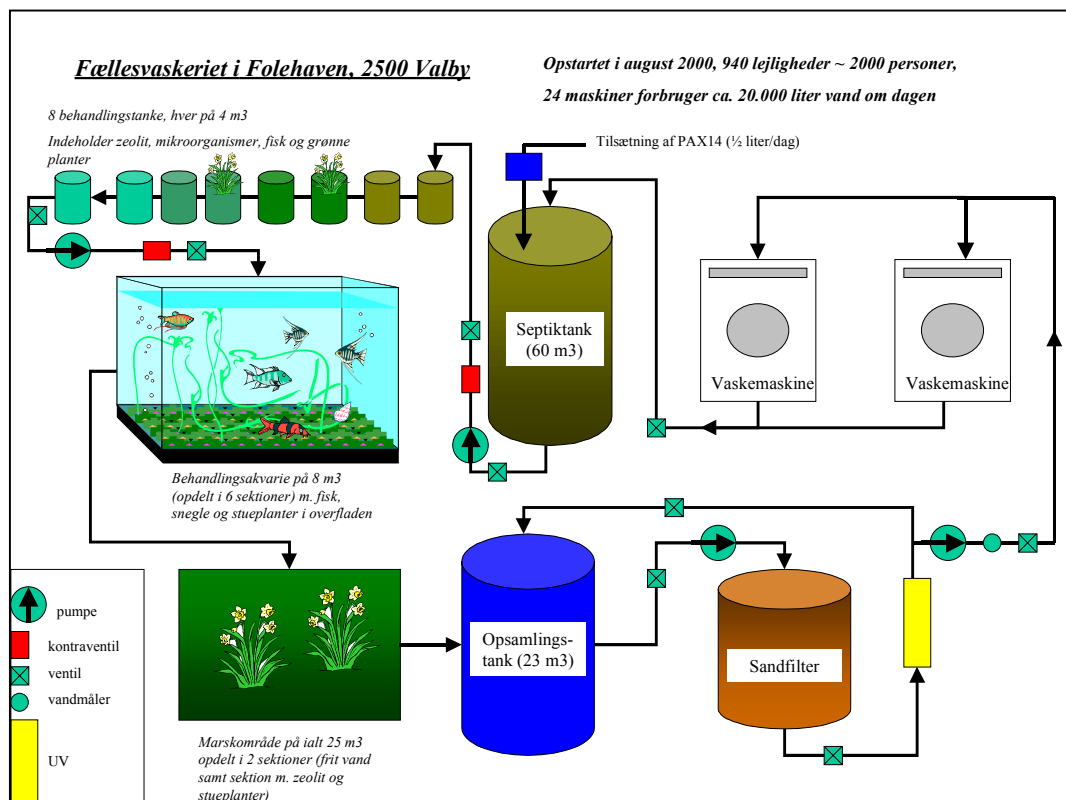 Fællesvaskeriet i Folehaven, 2500 Valby
Opstartet i august 2000, 940 lejligheder ~ 2000 personer,
24 maskiner forbruger ca. 20.000 liter vand om dagen
8 behandlingstanke, hver på 4 m3
Indeholder zeolit, mikroorganismer, fisk og grønne
planter
Tilsætning af PAX14 (½ liter/dag)
Septiktank
(60 m3)
Vaskemaskine
Vaskemaskine
Behandlingsakvarie på 8 m3
(opdelt i 6 sektioner) m. fisk,
snegle og stueplanter i overfladen
Opsamlings-
tank (23 m3)
Sandfilter
Marskområde på ialt 25 m3
opdelt i 2 sektioner (frit vand
samt sektion m. zeolit og
stueplanter)
pumpe
kontraventil
ventil
vandmåler
UV